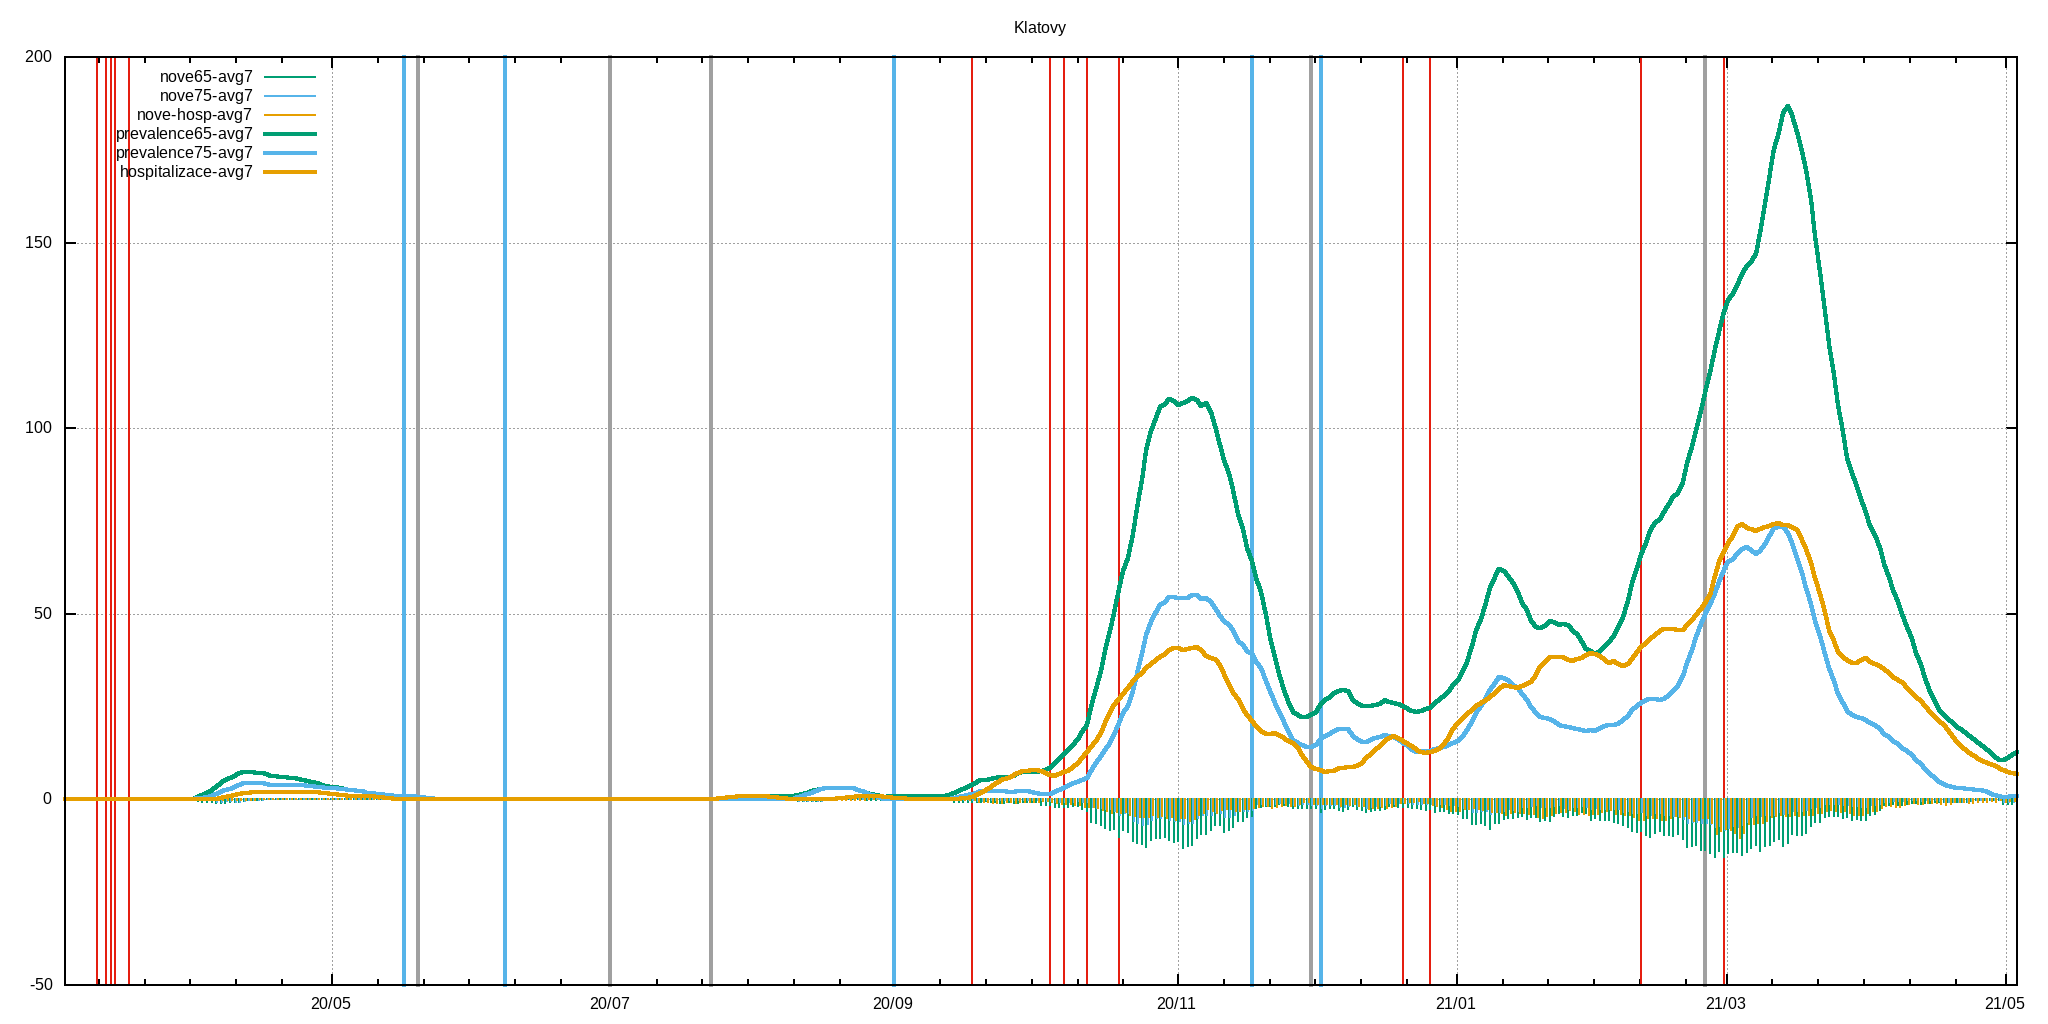 Klatovy
200
150
100
50
0
-50
nove65-avg7
nove75-avg7
nove-hosp-avg7
prevalence65-avg7
prevalence75-avg7
hospitalizace-avg7
20/05 20/07 20/09 20/11 21/01 21/03 21/05